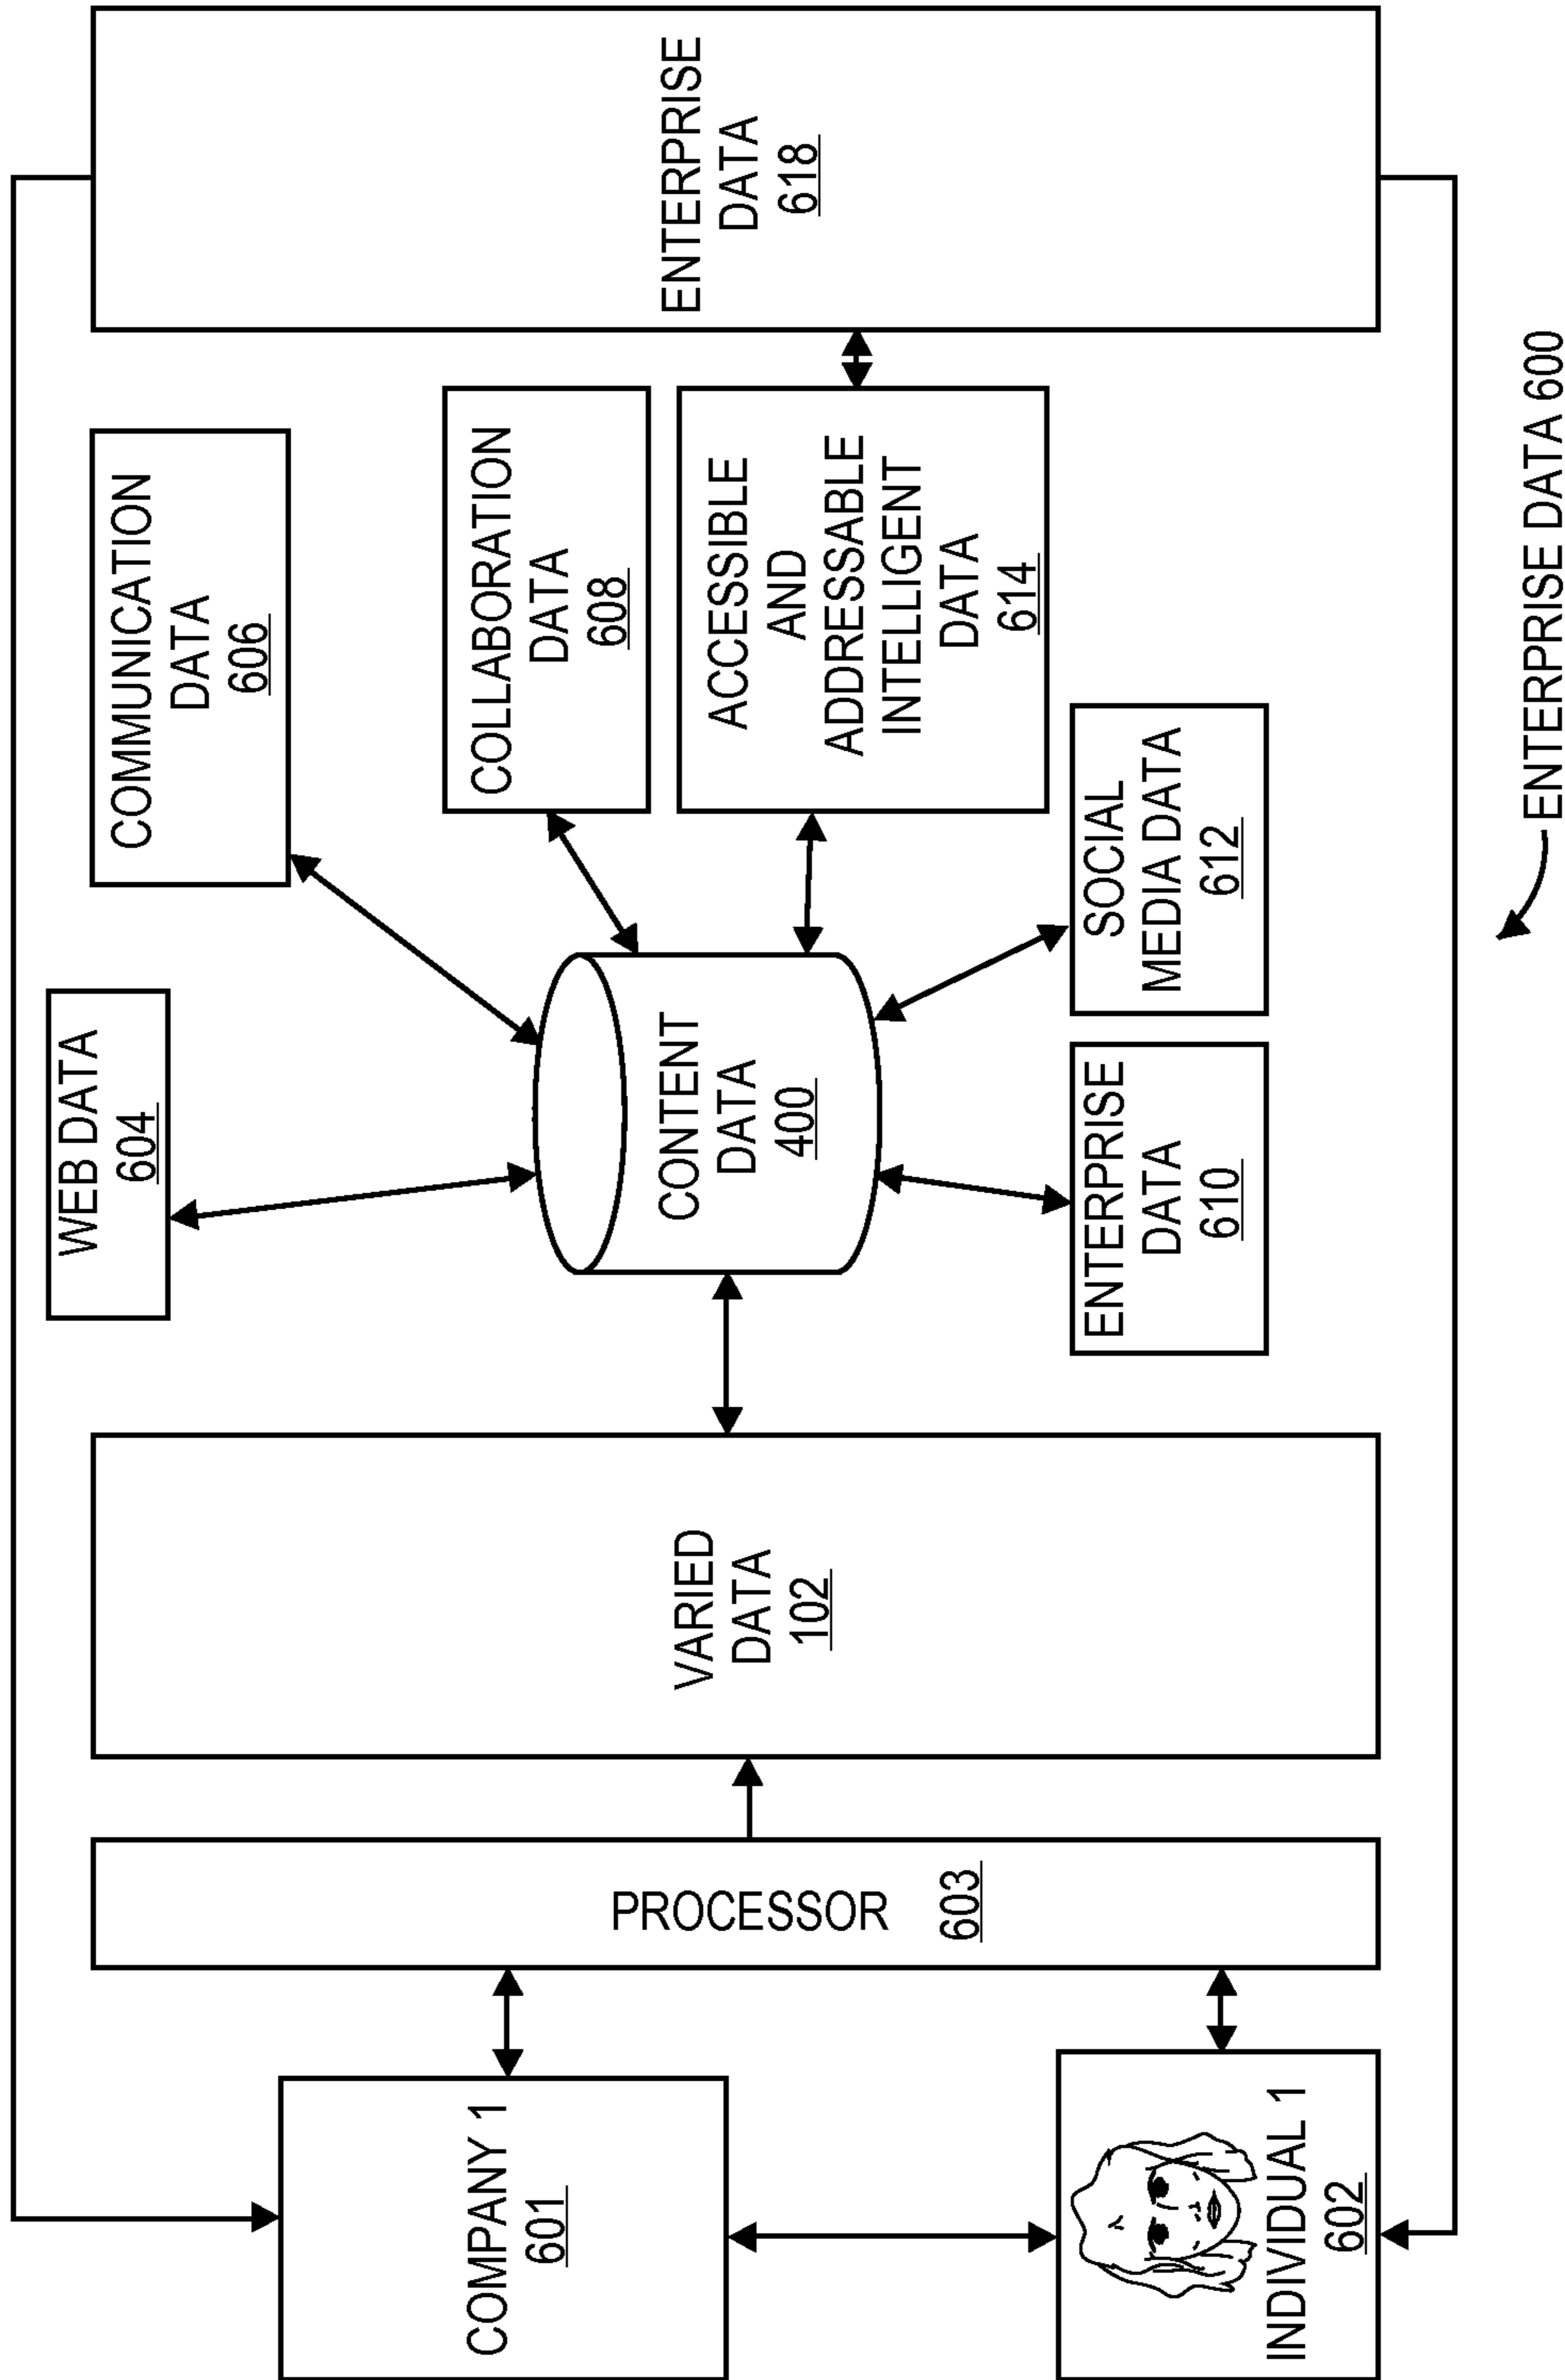 COMPANY 1
601
INDIVIDUAL 1
602
PROCESSOR
603
VARIED
DATA
102
WEB DATA
604
COMMUNICATION
DATA
606
CONTENT
DATA
400
COLLABORATION
DATA
608
ACCESSIBLE
AND
ADDRESSABLE
INTELLIGENT
DATA
614
ENTERPRISE
DATA
610
SOCIAL
MEDIA DATA
612
ENTERPRISE
DATA
618
ENTERPRISE DATA 600